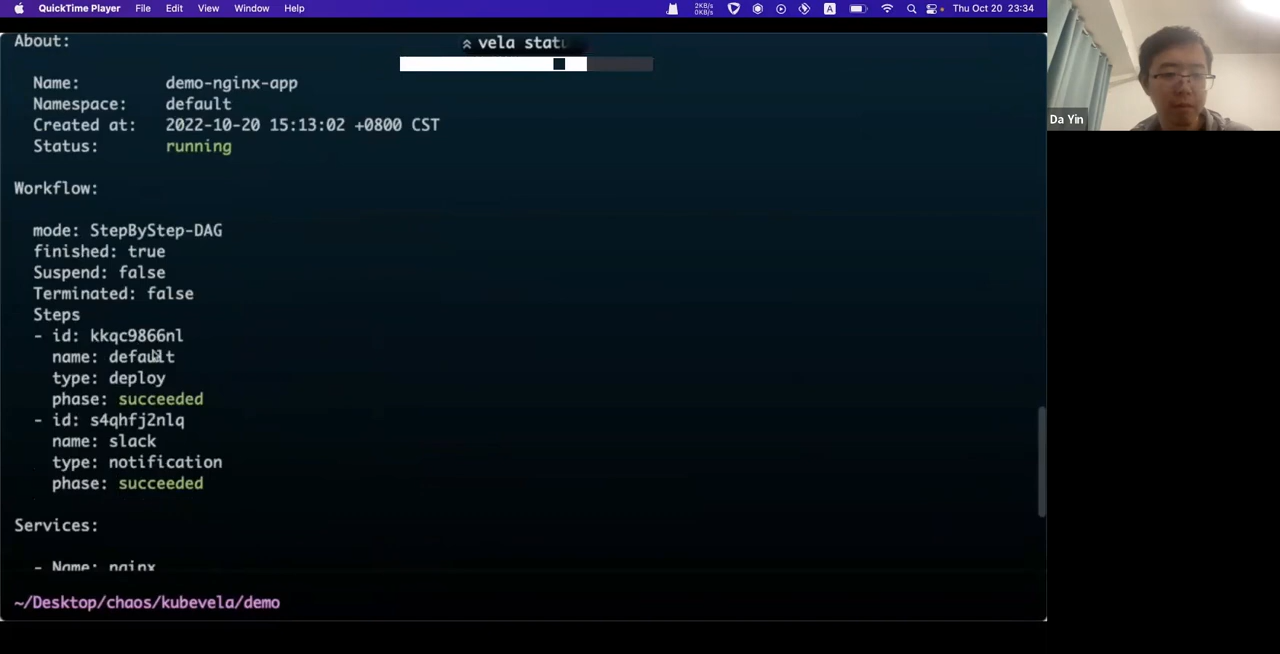 QuickTime Player File Edit View Window Help 2KB/s 0KB/s A Thu Oct 20 23:34
About: vela statu
Name: demo-nginx-app
Namespace: default
Created at: 2022-10-20 15:13:02 +0800 CST
Status: running
Workflow:
mode: StepByStep-DAG
finished: true
Suspend: false
Terminated: false
Steps
- id: kkqc9866nl
name: default
type: deploy
phase: succeeded
- id: s4qhfj2nlq
name: slack
type: notification
phase: succeeded
Services:
- Name: nginx
~/Desktop/chaos/kubevela/demo
Da Yin